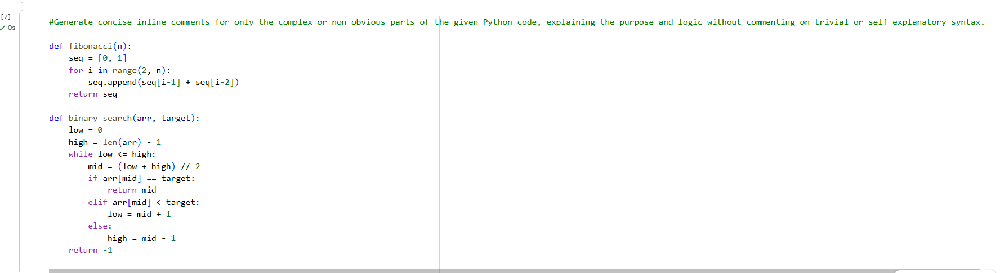 [7]
✓ 0s
#Generate concise inline comments for only the complex or non-obvious parts of the given Python code, explaining the purpose and logic without commenting on trivial or self-explanatory syntax.
def fibonacci(n):
    seq = [0, 1]
    for i in range(2, n):
        seq.append(seq[i-1] + seq[i-2])
    return seq
def binary_search(arr, target):
    low = 0
    high = len(arr) - 1
    while low <= high:
        mid = (low + high) // 2
        if arr[mid] == target:
            return mid
        elif arr[mid] < target:
            low = mid + 1
        else:
            high = mid - 1
    return -1